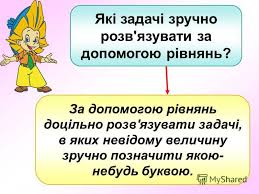 Які задачі зручно
розв'язувати за
допомогою рівнянь?
За допомогою рівнянь
доцільно розв'язувати задачі,
в яких невідому величину
зручно позначити якою-
небудь буквою.
MyShared